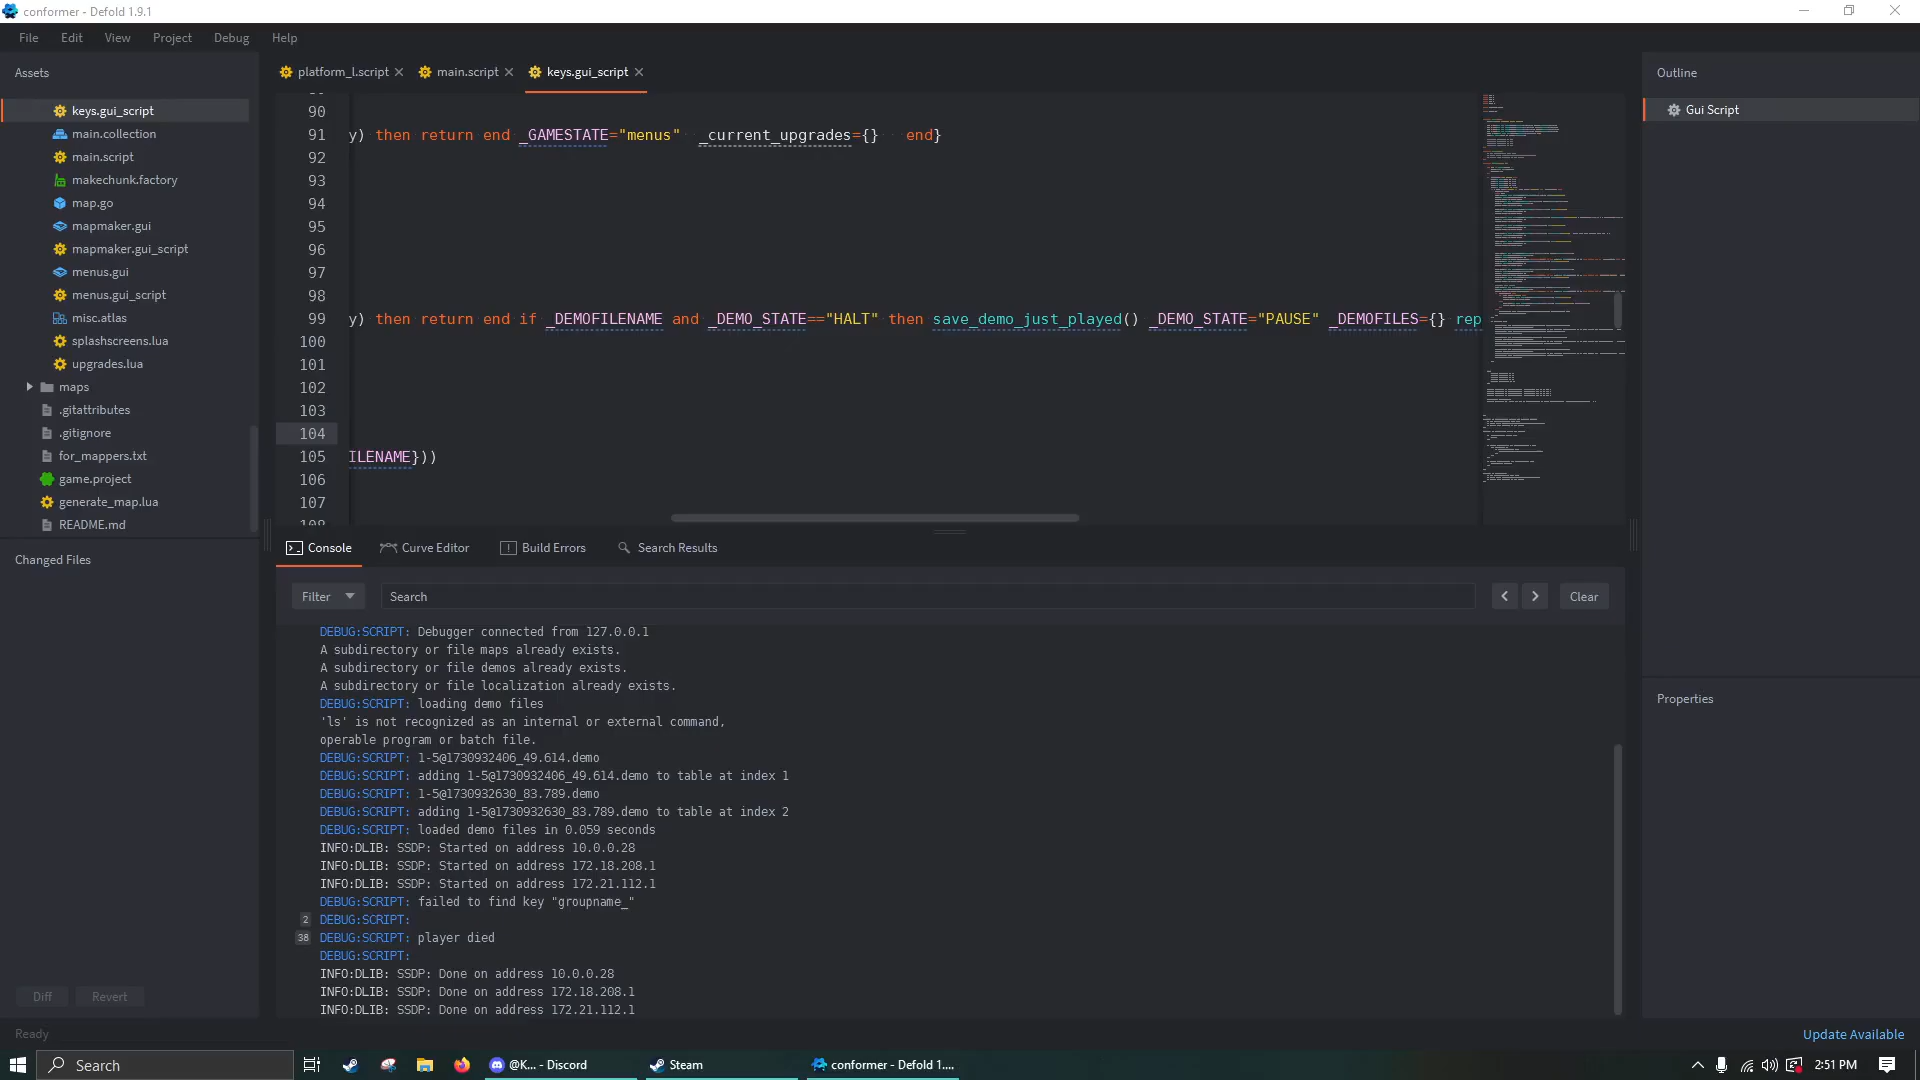 conformer - Defold 1.9.1
File Edit View Project Debug Help
Assets
keys.gui_script
main.collection
main.script
makechunk.factory
map.go
mapmaker.gui
mapmaker.gui_script
menus.gui
menus.gui_script
misc.atlas
splashscreens.lua
upgrades.lua
maps
.gitattributes
.gitignore
for_mappers.txt
game.project
generate_map.lua
README.md
Changed Files
Diff Revert
Ready
platform_l.script main.script keys.gui_script
90
91 y) then return end _GAMESTATE="menus" _current_upgrades={} end}
92
93
94
95
96
97
98
99 y) then return end if _DEMOFILENAME and _DEMO_STATE=="HALT" then save_demo_just_played() _DEMO_STATE="PAUSE" _DEMOFILES={} rep
100
101
102
103
104
105 ILENAME}))
106
107
108
Console Curve Editor Build Errors Search Results
Filter Search Clear
DEBUG:SCRIPT: Debugger connected from 127.0.0.1
A subdirectory or file maps already exists.
A subdirectory or file demos already exists.
A subdirectory or file localization already exists.
DEBUG:SCRIPT: loading demo files
'ls' is not recognized as an internal or external command,
operable program or batch file.
DEBUG:SCRIPT: 1-5@1730932406_49.614.demo
DEBUG:SCRIPT: adding 1-5@1730932406_49.614.demo to table at index 1
DEBUG:SCRIPT: 1-5@1730932630_83.789.demo
DEBUG:SCRIPT: adding 1-5@1730932630_83.789.demo to table at index 2
DEBUG:SCRIPT: loaded demo files in 0.059 seconds
INFO:DLIB: SSDP: Started on address 10.0.0.28
INFO:DLIB: SSDP: Started on address 172.18.208.1
INFO:DLIB: SSDP: Started on address 172.21.112.1
DEBUG:SCRIPT: failed to find key "groupname_"
2 DEBUG:SCRIPT:
38 DEBUG:SCRIPT: player died
DEBUG:SCRIPT:
INFO:DLIB: SSDP: Done on address 10.0.0.28
INFO:DLIB: SSDP: Done on address 172.18.208.1
INFO:DLIB: SSDP: Done on address 172.21.112.1
Outline
Gui Script
Properties
Update Available
Search
@K... - Discord
Steam
conformer - Defold 1....
2:51 PM